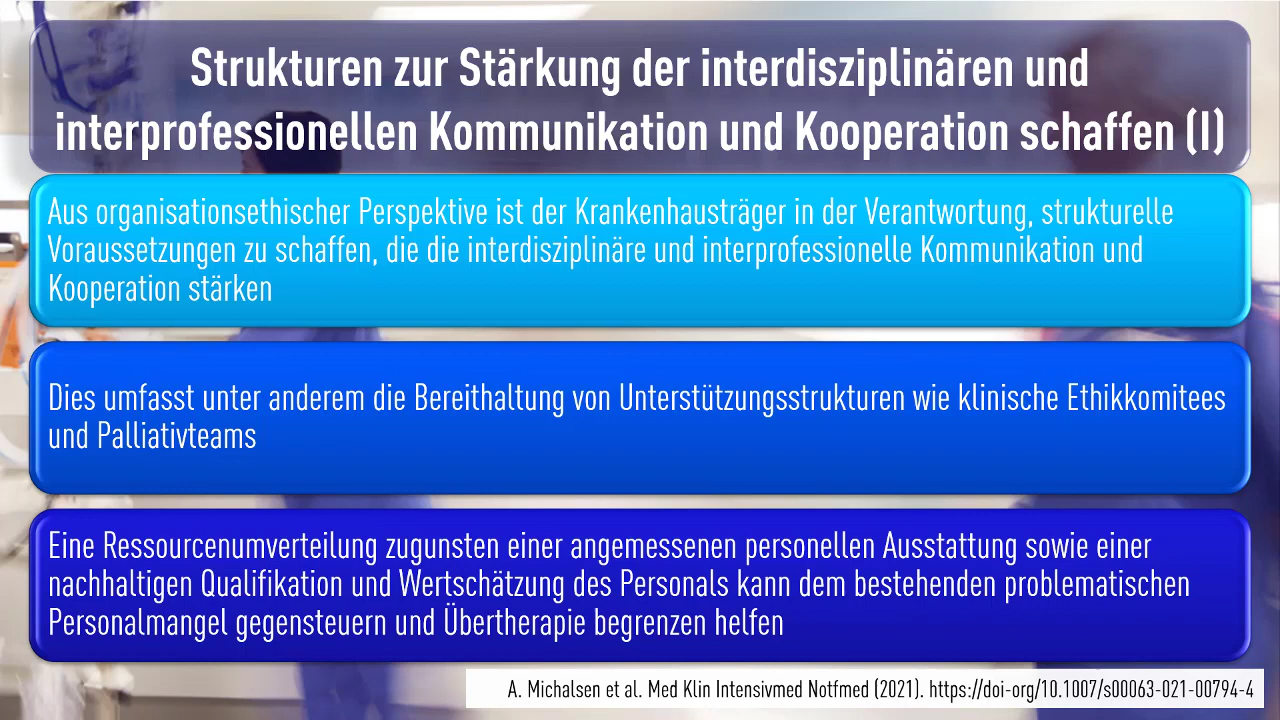 Strukturen zur Stärkung der interdisziplinären und
interprofessionellen Kommunikation und Kooperation schaffen (I)
Aus organisationsethischer Perspektive ist der Krankenhausträger in der Verantwortung, strukturelle
Voraussetzungen zu schaffen, die die interdisziplinäre und interprofessionelle Kommunikation und
Kooperation stärken
Dies umfasst unter anderem die Bereithaltung von Unterstützungsstrukturen wie klinische Ethikkomitees
und Palliativteams
Eine Ressourcenumverteilung zugunsten einer angemessenen personellen Ausstattung sowie einer
nachhaltigen Qualifikation und Wertschätzung des Personals kann dem bestehenden problematischen
Personalmangel gegensteuern und Übertherapie begrenzen helfen
A. Michalsen et al. Med Klin Intensivmed Notfmed (2021). https://doi-org/10.1007/s00063-021-00794-4